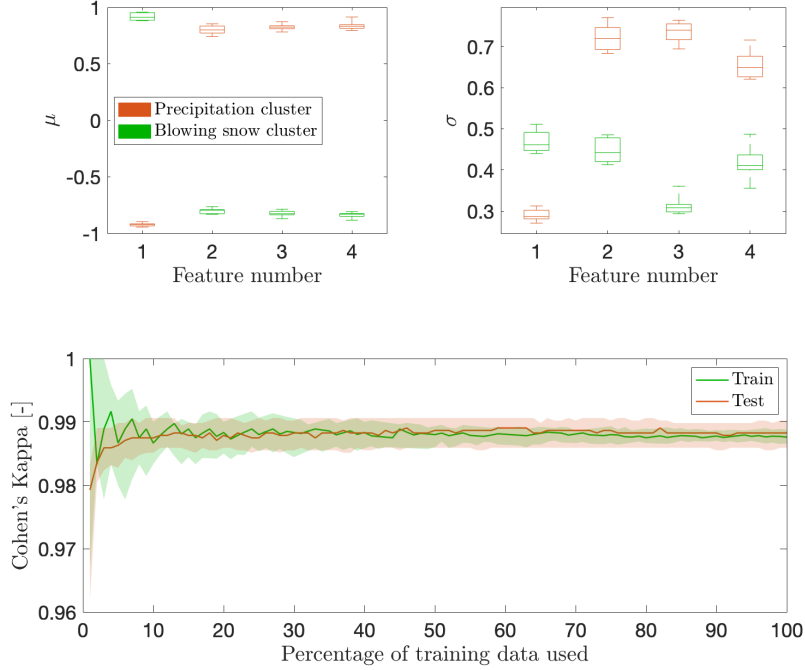 1
0.5
0
-0.5
-1
μ
Precipitation cluster
Blowing snow cluster
1 2 3 4
Feature number
0.7
0.6
0.5
0.4
0.3
σ
1 2 3 4
Feature number
1
0.99
0.98
0.97
0.96
Cohen's Kappa [-]
Train
Test
0 10 20 30 40 50 60 70 80 90 100
Percentage of training data used